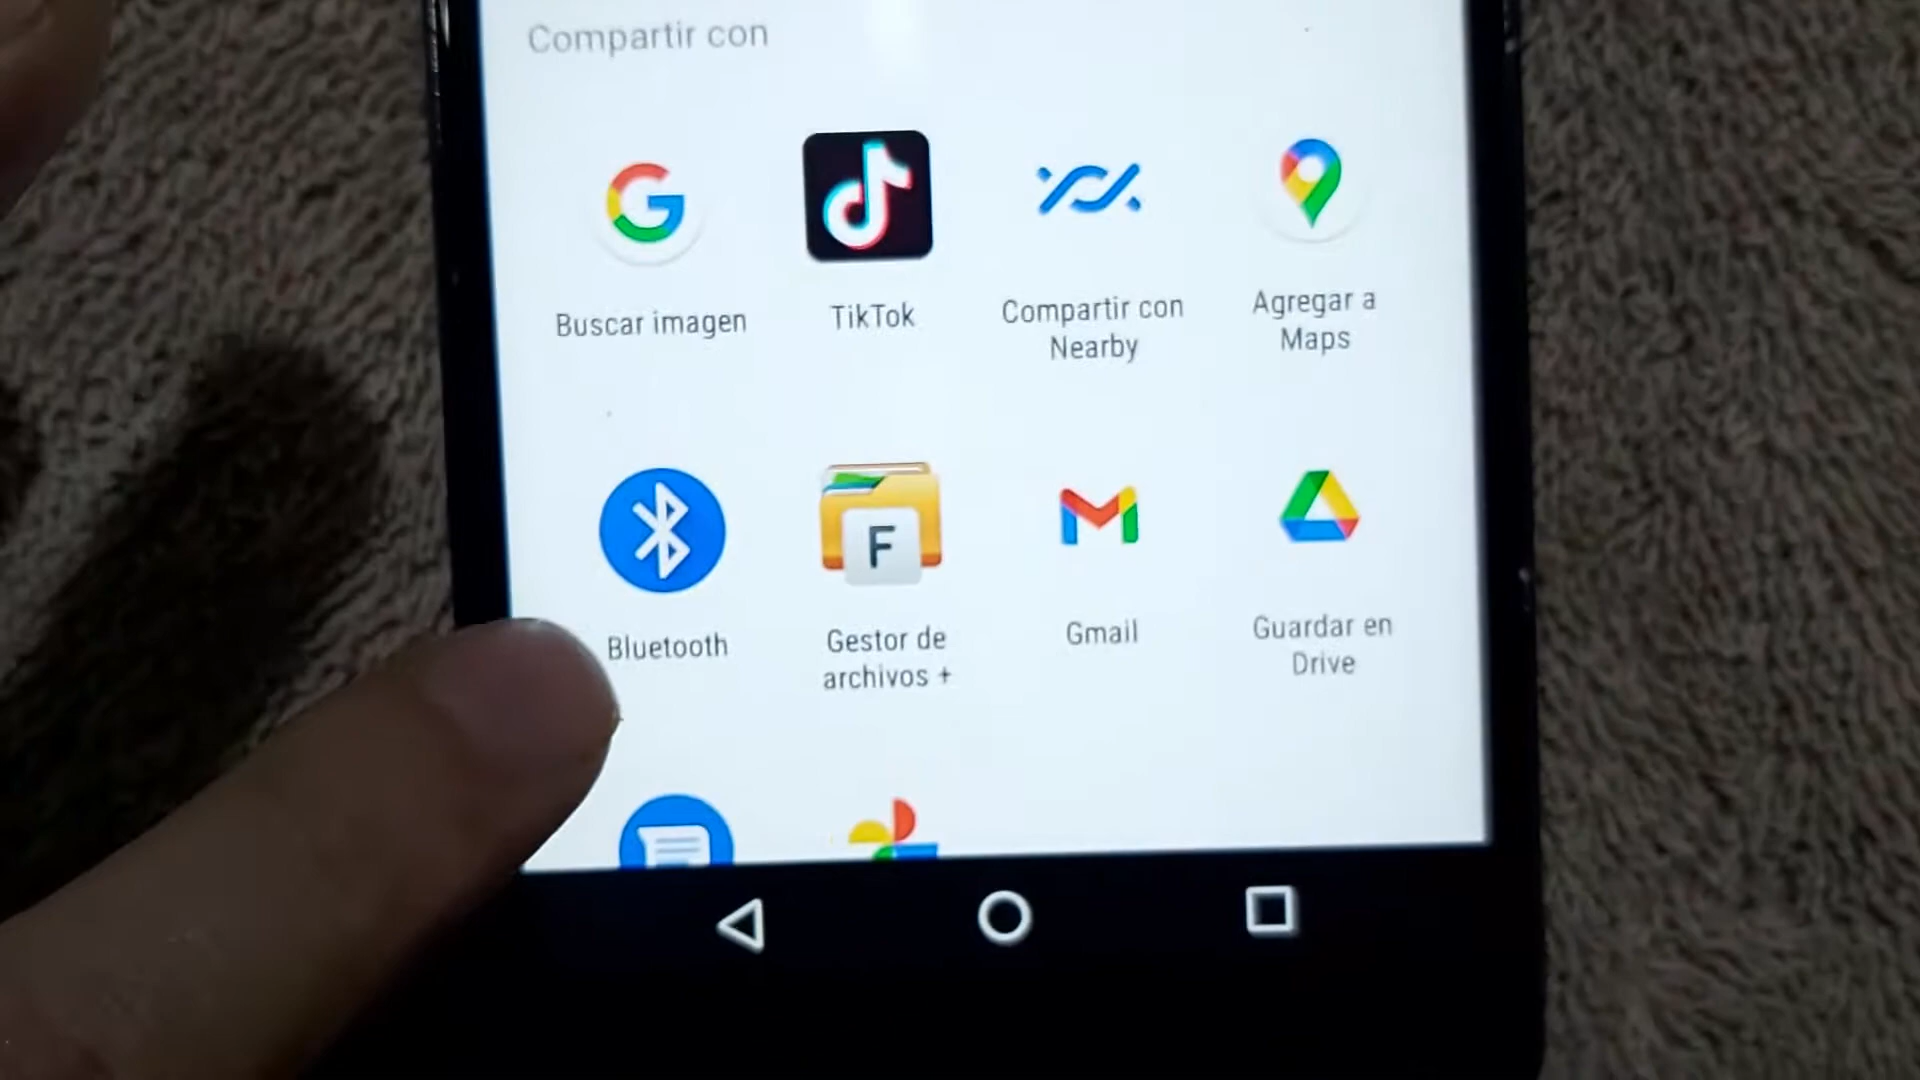 Compartir con
Buscar imagen
TikTok
Compartir con
Nearby
Agregar a
Maps
Bluetooth
F
Gestor de
archivos +
Gmail
Guardar en
Drive